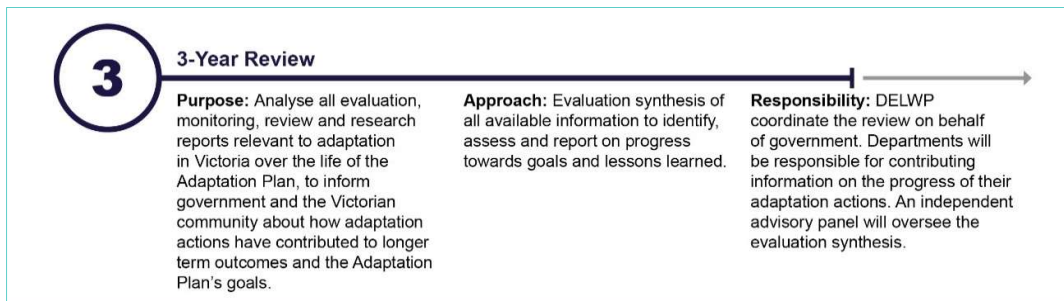 3
3-Year Review
Purpose: Analyse all evaluation,
monitoring, review and research
reports relevant to adaptation
in Victoria over the life of the
Adaptation Plan, to inform
government and the Victorian
community about how adaptation
actions have contributed to longer
term outcomes and the Adaptation
Plan's goals.
Approach: Evaluation synthesis of
all available information to identify,
assess and report on progress
towards goals and lessons learned.
Responsibility: DELWP
coordinate the review on behalf
of government. Departments will
be responsible for contributing
information on the progress of their
adaptation actions. An independent
advisory panel will oversee the
evaluation synthesis.